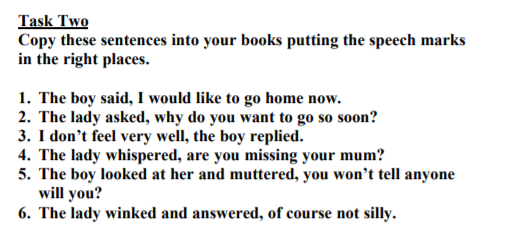 Task Two
Copy these sentences into your books putting the speech marks
in the right places.
1. The boy said, I would like to go home now.
2. The lady asked, why do you want to go so soon?
3. I don’t feel very well, the boy replied.
4. The lady whispered, are you missing your mum?
5. The boy looked at her and muttered, you won’t tell anyone
will you?
6. The lady winked and answered, of course not silly.